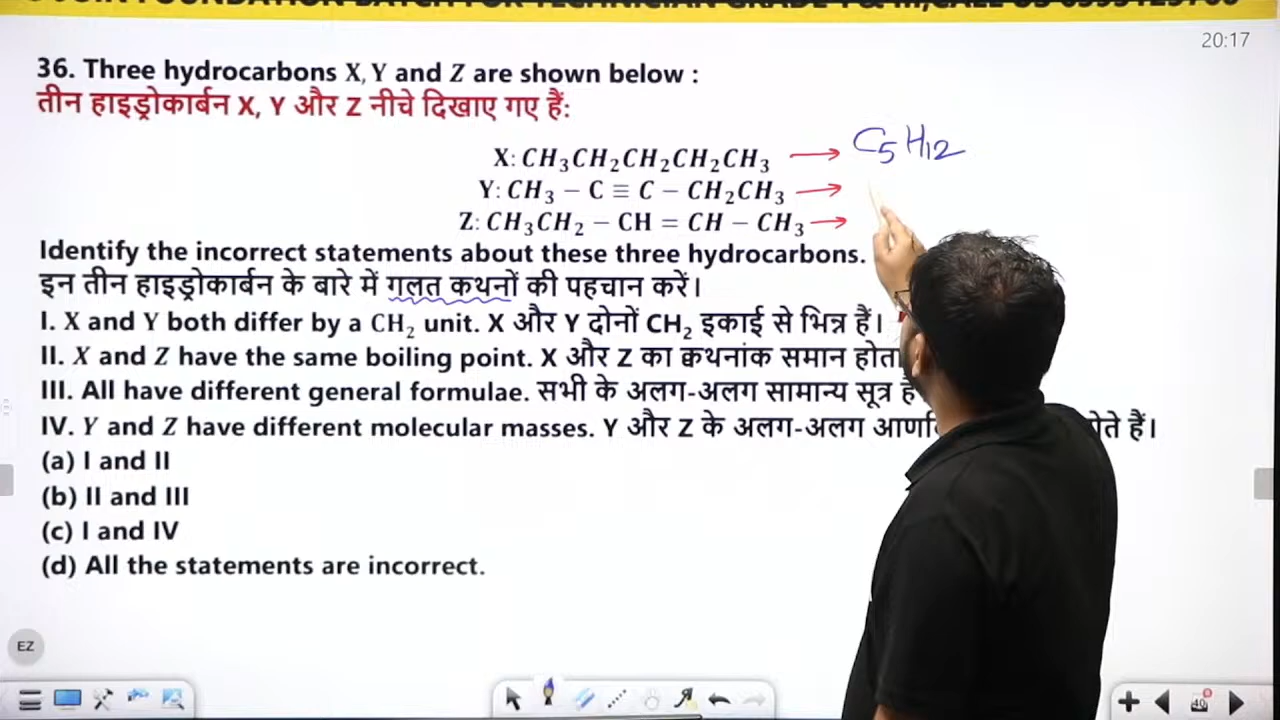 20:17
36. Three hydrocarbons X, Y and Z are shown below :
तीन हाइड्रोकार्बन X, Y और Z नीचे दिखाए गए हैं:
X: CH₃CH₂CH₂CH₂CH₃ → C₅H₁₂
Y: CH₃ − C ≡ C − CH₂CH₃ →
Z: CH₃CH₂ − CH = CH − CH₃ →
Identify the incorrect statements about these three hydrocarbons.
इन तीन हाइड्रोकार्बन के बारे में गलत कथनों की पहचान करें।
I. X and Y both differ by a CH₂ unit. X और Y दोनों CH₂ इकाई से भिन्न हैं।
II. X and Z have the same boiling point. X और Z का क्वथनांक समान होता
III. All have different general formulae. सभी के अलग-अलग सामान्य सूत्र
IV. Y and Z have different molecular masses. Y और Z के अलग-अलग होते हैं।
(a) I and II
(b) II and III
(c) I and IV
(d) All the statements are incorrect.
EZ